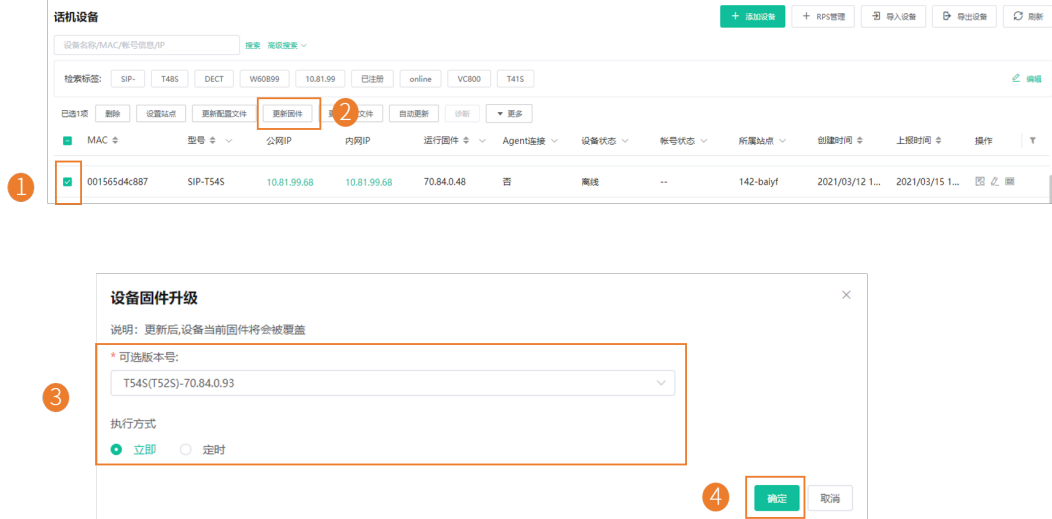 话机设备
+ 添加设备 + RPS管理 导入设备 导出设备 刷新
设备名称/MAC/帐号信息/IP 搜索 高级搜索
检索标签: SIP- T48S DECT W60B99 10.81.99 已注册 online VC800 T41S 编辑
已选1项 删除 设置站点 更新配置文件 更新固件 2 文件 自动更新 诊断 更多
MAC 型号 公网IP 内网IP 运行固件 Agent连接 设备状态 帐号状态 所属站点 创建时间 上报时间 操作
1 001565d4c887 SIP-T54S 10.81.99.68 10.81.99.68 70.84.0.48 否 离线 -- 142-balyf 2021/03/12 1... 2021/03/15 1...
设备固件升级
说明：更新后,设备当前固件将会被覆盖
* 可选版本号:
3 T54S(T52S)-70.84.0.93
执行方式
立即 定时
4 确定 取消